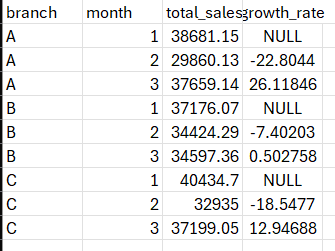 branch month total_sales growth_rate
A 1 38681.15 NULL
A 2 29860.13 -22.8044
A 3 37659.14 26.11846
B 1 37176.07 NULL
B 2 34424.29 -7.40203
B 3 34597.36 0.502758
C 1 40434.7 NULL
C 2 32935 -18.5477
C 3 37199.05 12.94688